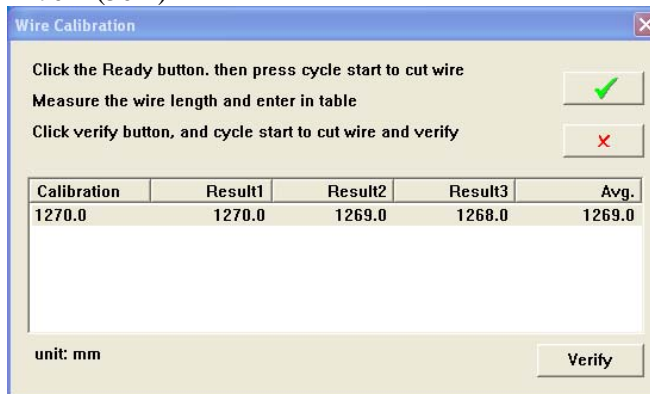 Wire Calibration
Click the Ready button. then press cycle start to cut wire
Measure the wire length and enter in table
Click verify button, and cycle start to cut wire and verify
Calibration Result1 Result2 Result3 Avg.
1270.0 1270.0 1269.0 1268.0 1269.0
unit: mm
Verify